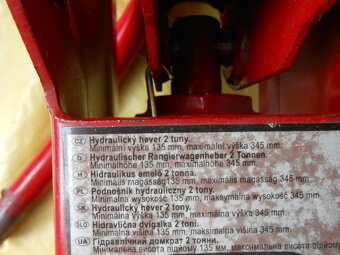 CZ Hydraulický hever 2 tuny.
Minimální výška 135 mm, maximální výška 345 mm.
D Hydraulischer Rangierwagenheber 2 Tonnen.
Minimalhöhe 135 mm, maximalhöhe 345 mm.
H Hidraulikus emelő 2 tonna.
Minimális magasság135 mm, maximális magasság 345 mm.
PL Podnośnik hydrauliczny 2 tony.
Minimalna wysokość 135 mm, maksymalna wysokość 345 mm.
SK Hydraulický hever 2 tony.
Minimálna výška 135 mm, maximálna výška 345 mm.
SLO Hidravlična dvigalka 2 toni.
Minimalna višina 135 mm, maksimalna višina 345 mm.
UA Гідравлічний домкрат 2 тонни.
Мінімальна висота підйому 135 мм, максимальна висота підйому